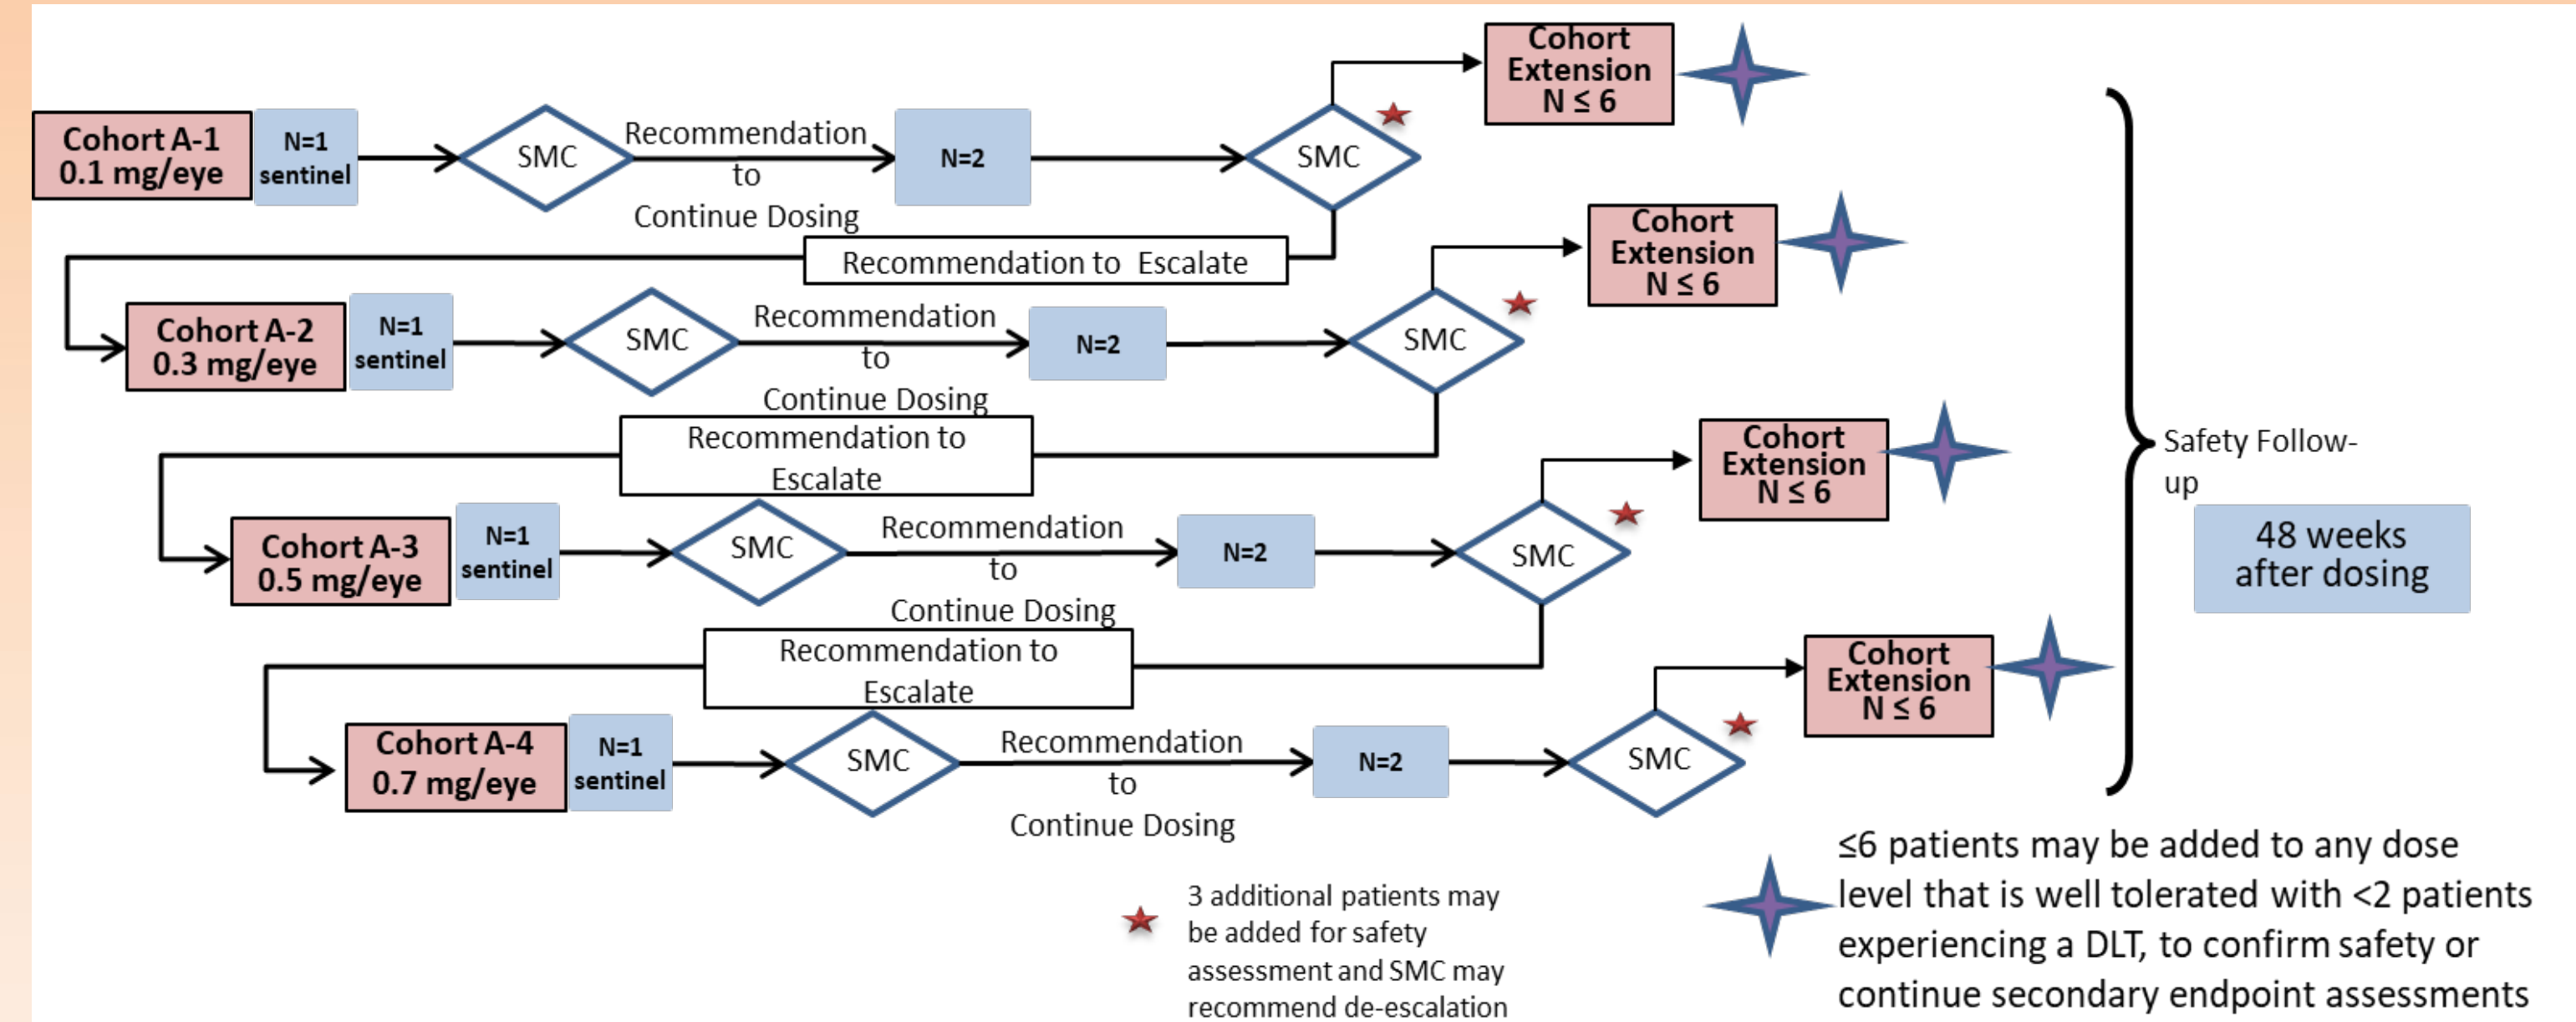 Cohort A-1
0.1 mg/eye
N=1
sentinel
SMC
Recommendation
to
Continue Dosing
N=2
SMC
Cohort
Extension
N ≤ 6
Recommendation to Escalate
Cohort A-2
0.3 mg/eye
N=1
sentinel
SMC
Recommendation
to
Continue Dosing
N=2
SMC
Cohort
Extension
N ≤ 6
Recommendation to
Escalate
Cohort A-3
0.5 mg/eye
N=1
sentinel
SMC
Recommendation
to
Continue Dosing
N=2
SMC
Cohort
Extension
N ≤ 6
Recommendation to
Escalate
Cohort A-4
0.7 mg/eye
N=1
sentinel
SMC
Recommendation
to
Continue Dosing
N=2
SMC
Cohort
Extension
N ≤ 6
Safety Follow-
up
48 weeks
after dosing
3 additional patients may
be added for safety
assessment and SMC may
recommend de-escalation
≤6 patients may be added to any dose
level that is well tolerated with <2 patients
experiencing a DLT, to confirm safety or
continue secondary endpoint assessments